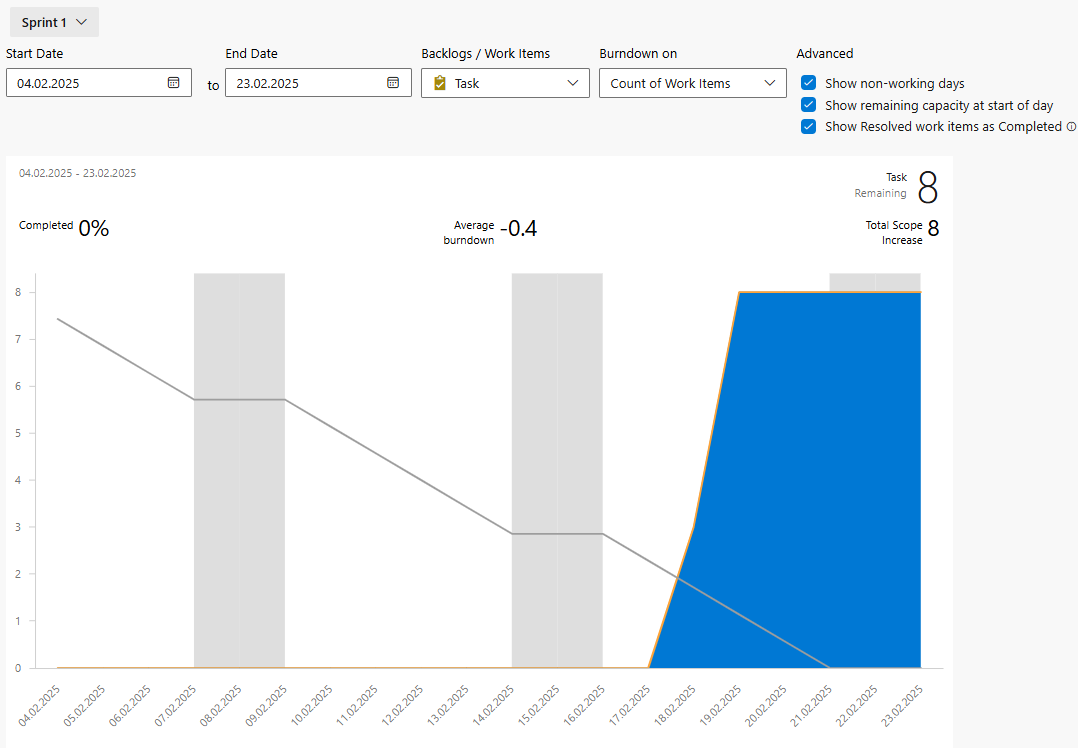 Sprint 1
Start Date
End Date
Backlogs / Work Items
Burndown on
Advanced
04.02.2025
to
23.02.2025
Task
Count of Work Items
Show non-working days
Show remaining capacity at start of day
Show Resolved work items as Completed
04.02.2025 - 23.02.2025
Task
Remaining
8
Completed 0%
Average
burndown
-0.4
Total Scope
Increase
8
8
7
6
5
4
3
2
1
0
04.02.2025
05.02.2025
06.02.2025
07.02.2025
08.02.2025
09.02.2025
10.02.2025
11.02.2025
12.02.2025
13.02.2025
14.02.2025
15.02.2025
16.02.2025
17.02.2025
18.02.2025
19.02.2025
20.02.2025
21.02.2025
22.02.2025
23.02.2025